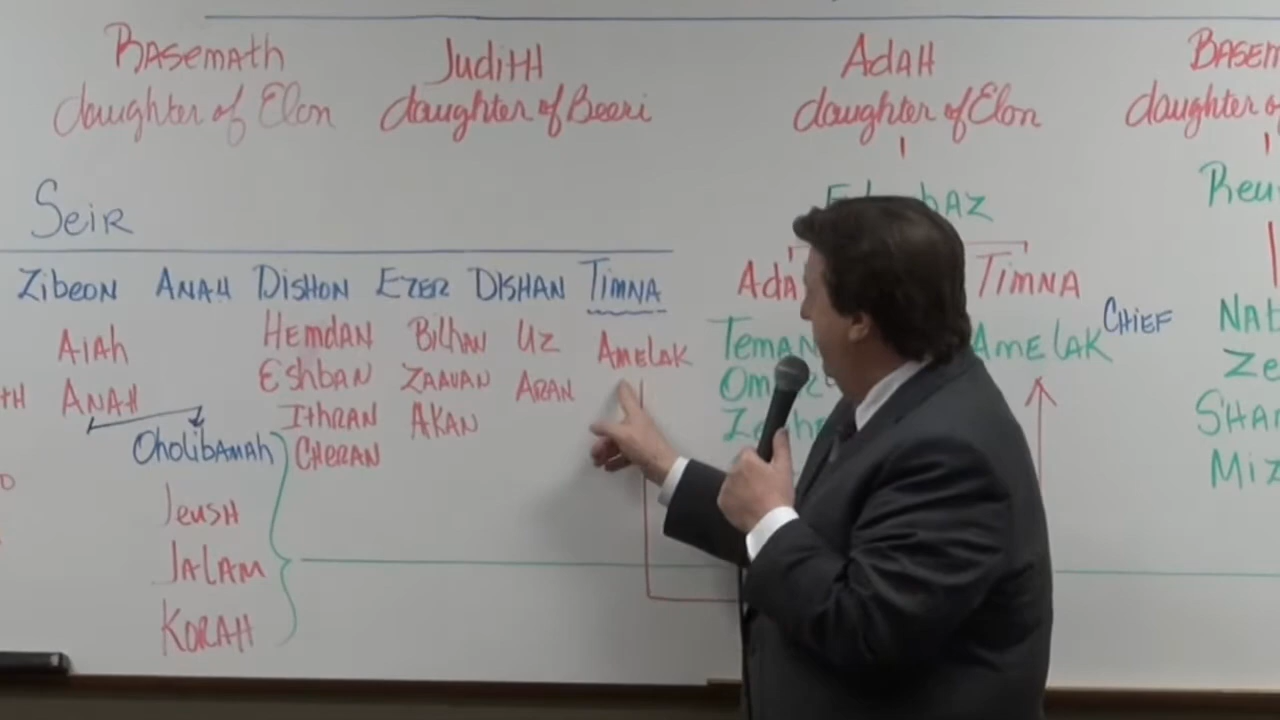 Basemath Judith Adah
daughter of Elon daughter of Beeri daughter of Elon daughter
Seir
Zibeon Anah Dishon Ezer Dishan Timna Timna
Chief
Aiah Hemdan Bilhan Uz Amelak Amelak
Anah Eshban Zaavan Aran
Ithran Akan
Oholibamah Cheran
Jeush
Jalam
Korah